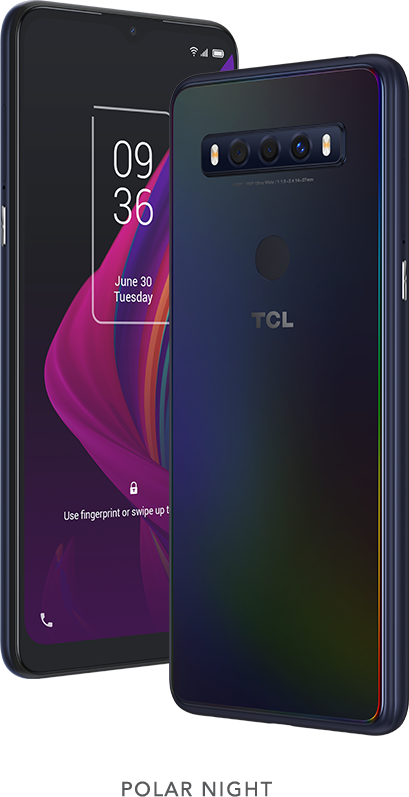 09
36
June 30
Tuesday
Use fingerprint or swipe up t
TCL
POLAR NIGHT